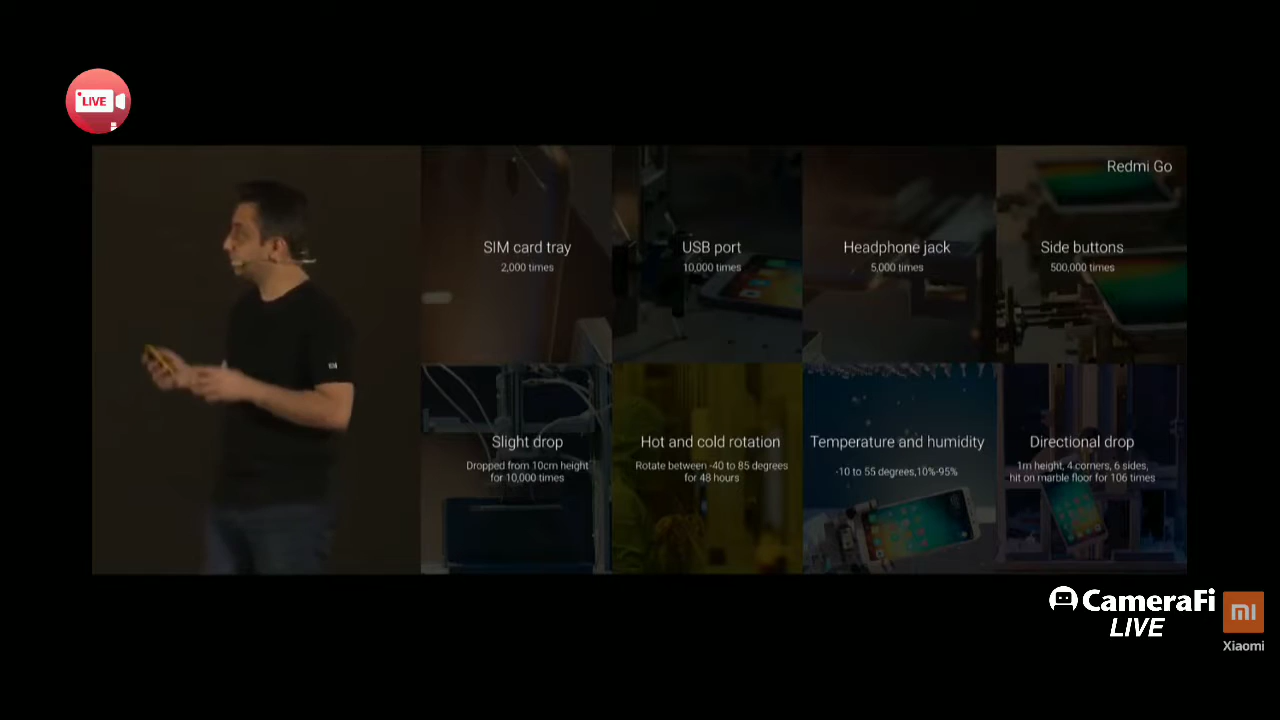 LIVE
Redmi Go
SIM card tray
2,000 times
USB port
10,000 times
Headphone jack
5,000 times
Side buttons
500,000 times
Slight drop
Dropped from 10cm height
for 10,000 times
Hot and cold rotation
Rotate between -40 to 85 degrees
for 48 hours
Temperature and humidity
-10 to 55 degrees,10%-95%
Directional drop
1m height, 4 corners, 6 sides,
hit on marble floor for 106 times
CameraFi
LIVE
mi
Xiaomi